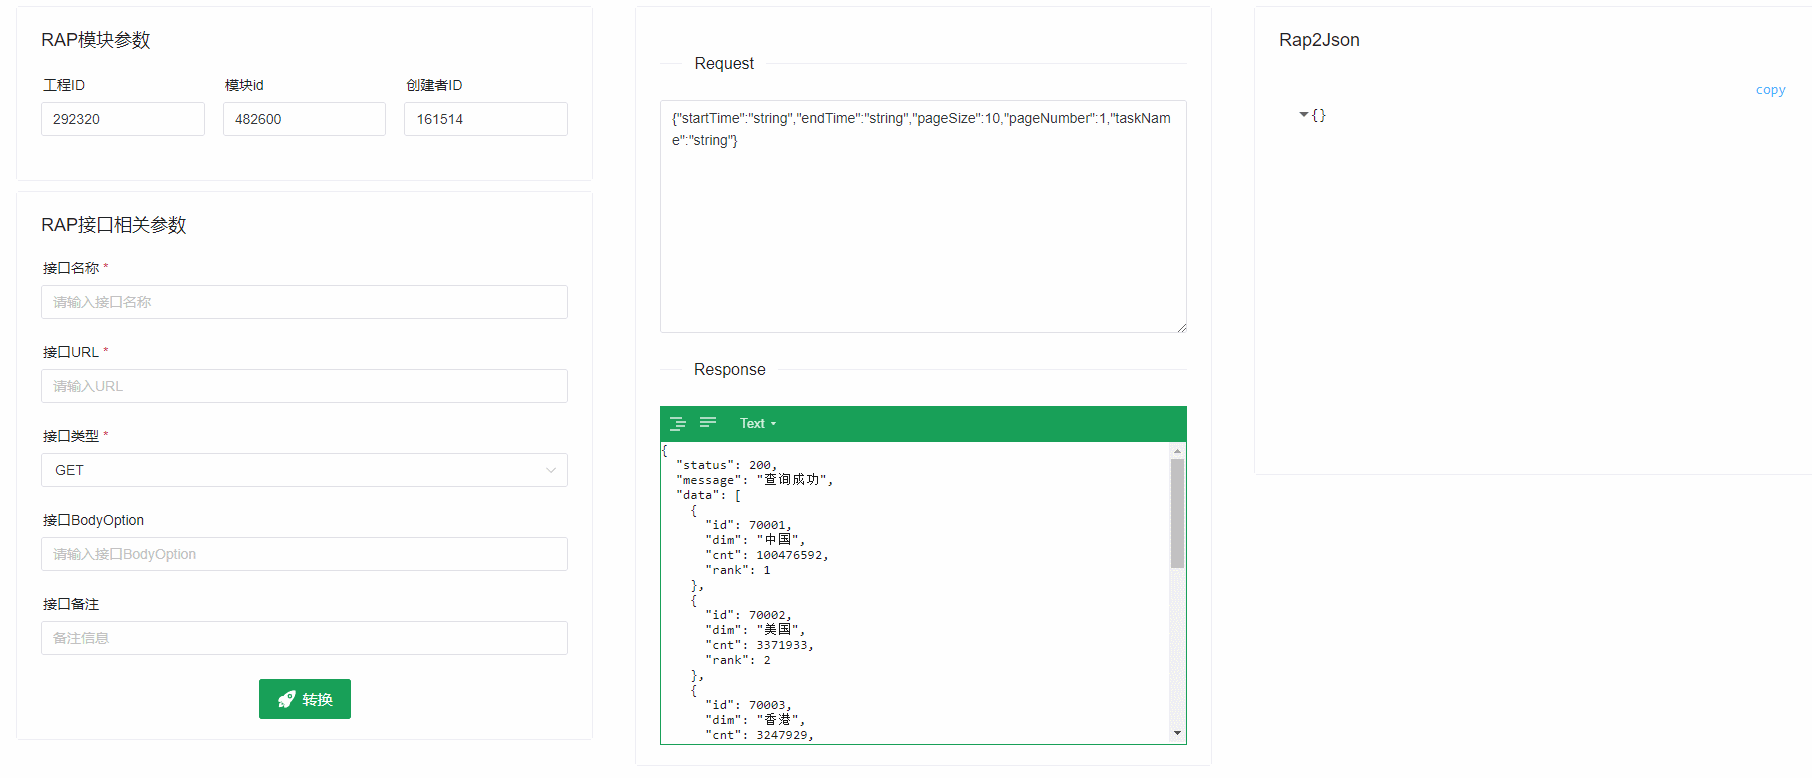 RAP模块参数
工程ID
模块id
创建者ID
292320
482600
161514
RAP接口相关参数
接口名称 *
请输入接口名称
接口URL *
请输入URL
接口类型 *
GET
接口BodyOption
请输入接口BodyOption
接口备注
备注信息
转换
Request
{"startTime":"string","endTime":"string","pageSize":10,"pageNumber":1,"taskNam
e":"string"}
Response
Text
{
"status": 200,
"message": "查询成功",
"data": [
{
"id": 70001,
"dim": "中国",
"cnt": 100476592,
"rank": 1
},
{
"id": 70002,
"dim": "美国",
"cnt": 3371933,
"rank": 2
},
{
"id": 70003,
"dim": "香港",
"cnt": 3247929,
Rap2Json
copy
{}